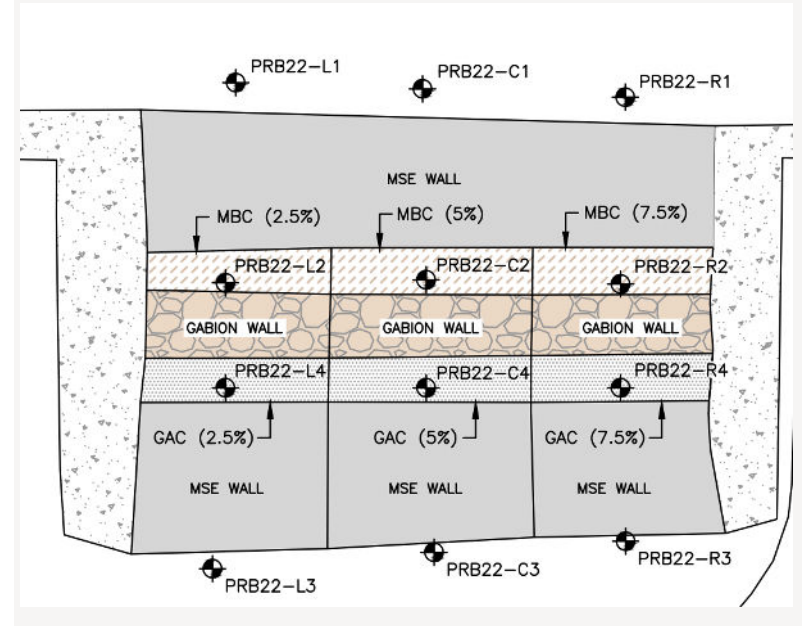 PRB22-L1
PRB22-C1
PRB22-R1
MSE WALL
MBC (2.5%)
MBC (5%)
MBC (7.5%)
PRB22-L2
PRB22-C2
PRB22-R2
GABION WALL
GABION WALL
GABION WALL
PRB22-L4
PRB22-C4
PRB22-R4
GAC (2.5%)
GAC (5%)
GAC (7.5%)
MSE WALL
MSE WALL
MSE WALL
PRB22-L3
PRB22-C3
PRB22-R3